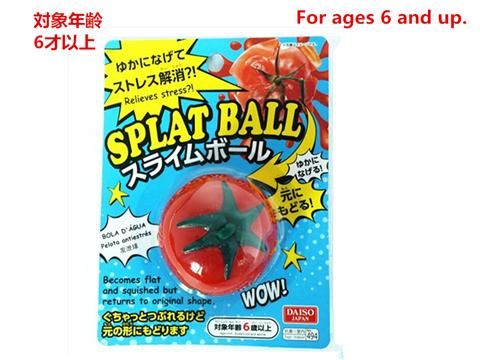 対象年齢
6才以上
For ages 6 and up.
ゆかになげて
ストレス解消?!
Relieves stress?!
SPLAT BALL
スライムボール
ゆかに
なげる!
元に
もどる!
BOLA D'ÁGUA
Pelota antiestrés
发泄球
Becomes flat
and squished but
returns to original shape.
WOW!
ぐちゃっとつぶれるけど
元の形にもどります
対象年齢6歳以上
DAISO
JAPAN
494